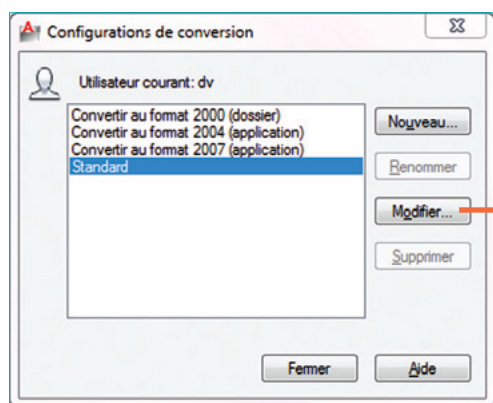 Configurations de conversion
Utilisateur courant: dv
Convertir au format 2000 (dossier)
Convertir au format 2004 (application)
Convertir au format 2007 (application)
Standard
Nouveau...
Renommer
Modifier...
Supprimer
Fermer
Aide